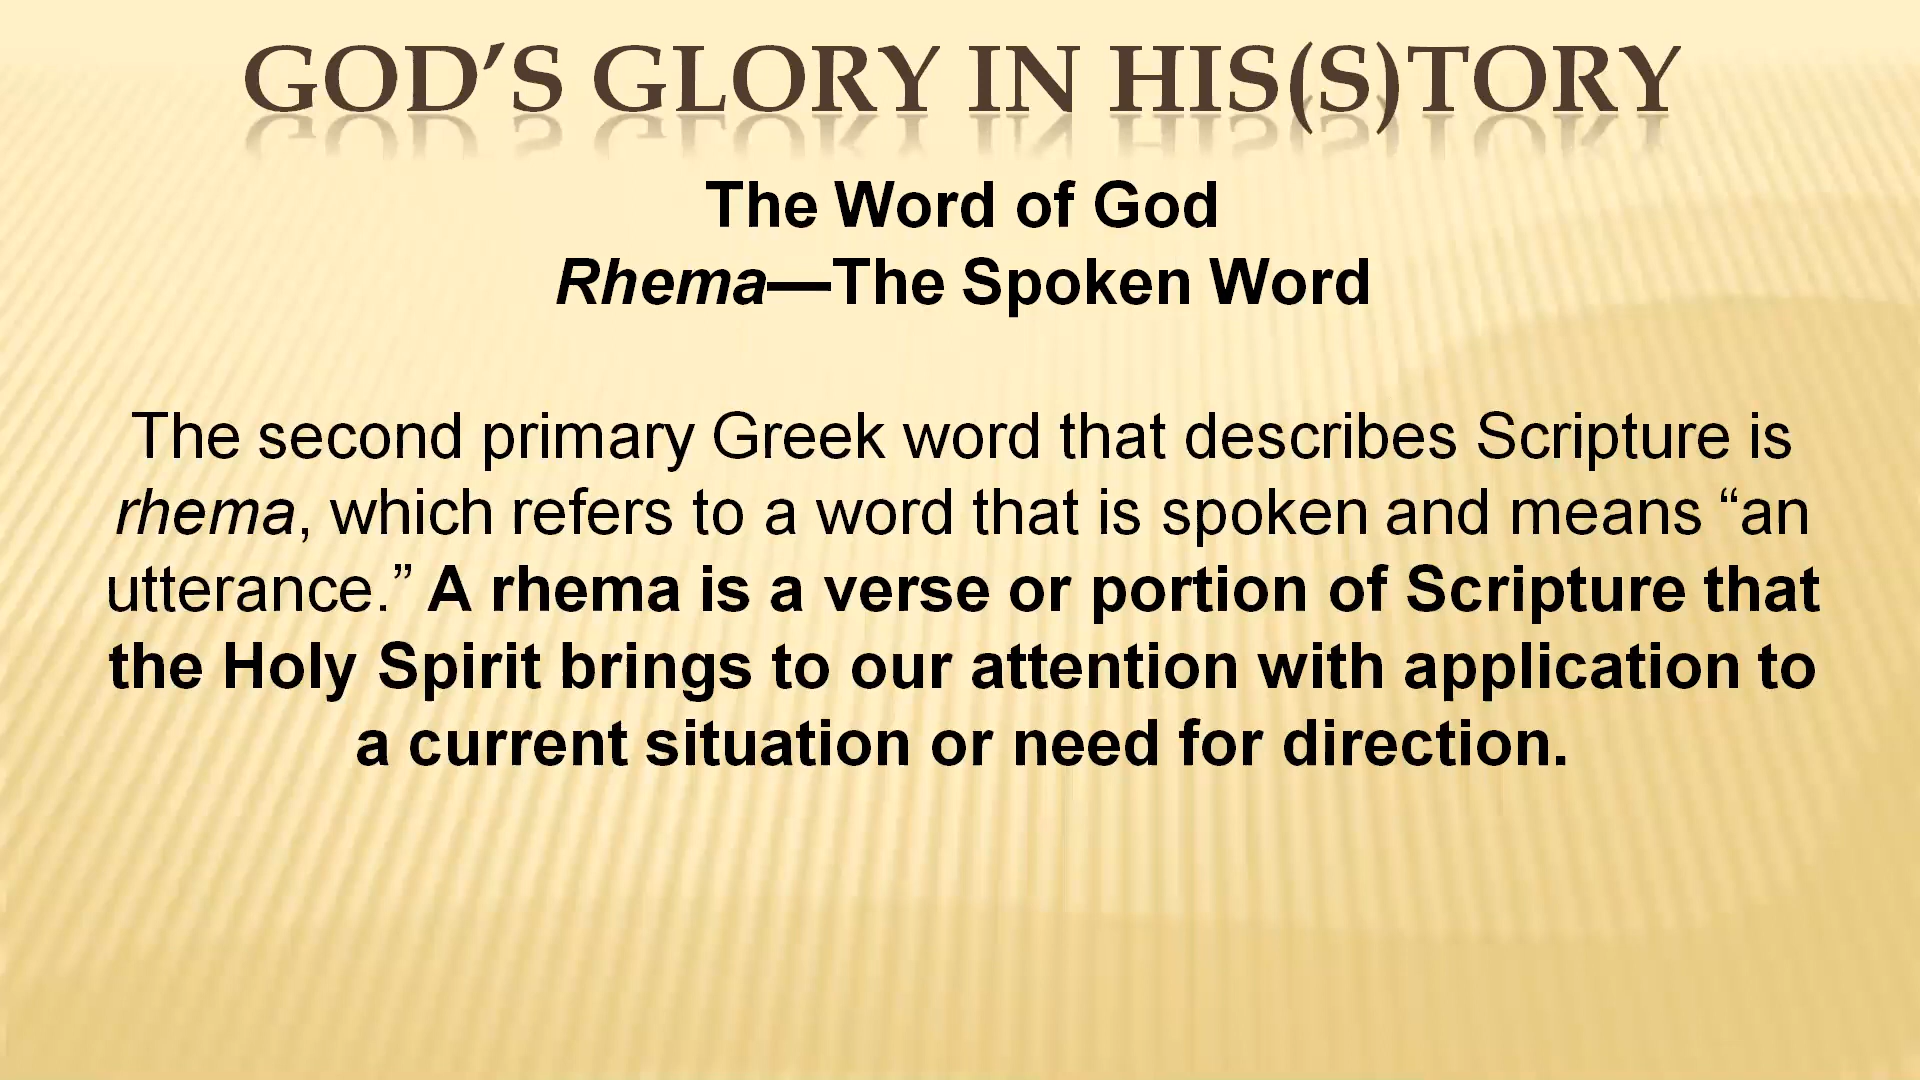 GOD’S GLORY IN HIS(S)TORY
The Word of God
Rhema—The Spoken Word
The second primary Greek word that describes Scripture is
rhema, which refers to a word that is spoken and means “an
utterance.” A rhema is a verse or portion of Scripture that
the Holy Spirit brings to our attention with application to
a current situation or need for direction.